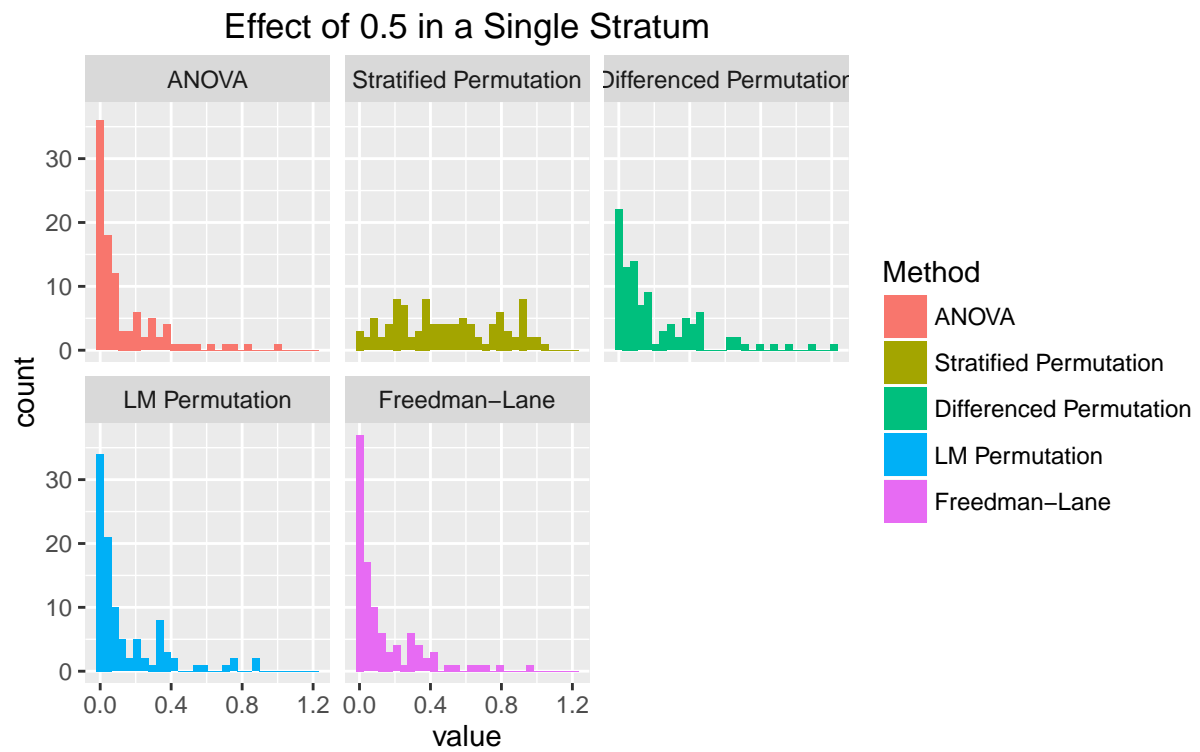 Effect of 0.5 in a Single Stratum
ANOVA
Stratified Permutation
Differenced Permutation
30
20
10
0
LM Permutation
Freedman−Lane
30
20
10
0
0.0 0.4 0.8 1.2
0.0 0.4 0.8 1.2
count
value
Method
ANOVA
Stratified Permutation
Differenced Permutation
LM Permutation
Freedman−Lane